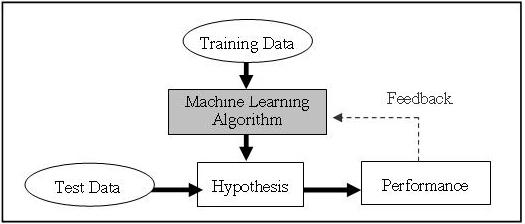 Training Data
Machine Learning
Algorithm
Feedback
Test Data
Hypothesis
Performance